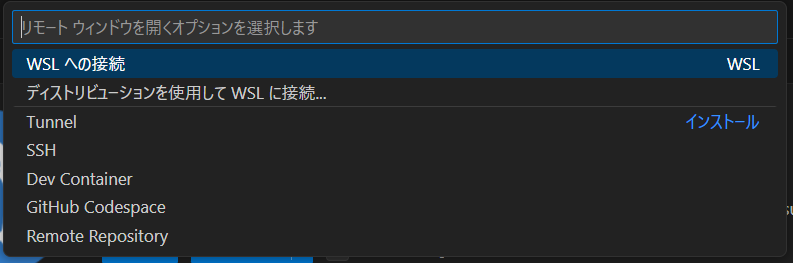 リモート ウィンドウを開くオプションを選択します
WSL への接続 WSL
ディストリビューションを使用して WSL に接続...
Tunnel インストール
SSH
Dev Container
GitHub Codespace
Remote Repository